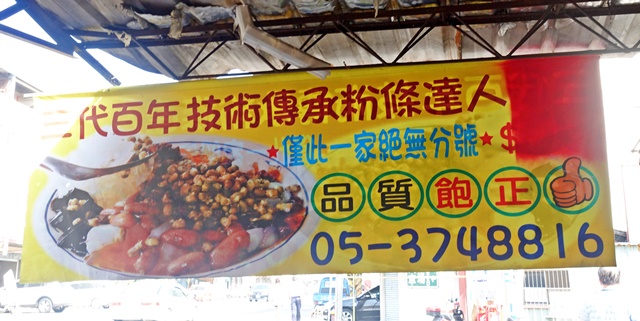 三代百年技術傳承粉條達人
★僅此一家絕無分號★$
品質飽正
05-3748816